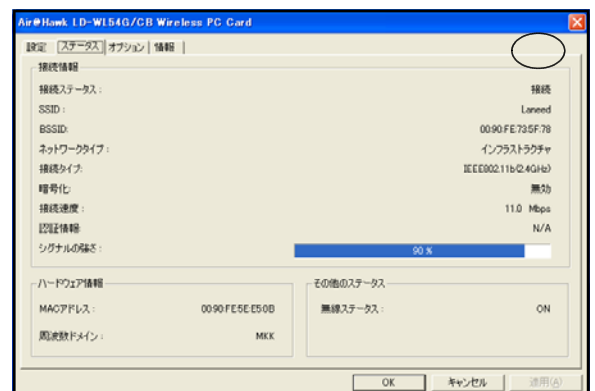 Air@Hawk LD-WL54G/CB Wireless PC Card
設定 ステータス オプション 情報
接続情報
接続ステータス : 接続
SSID : Laneed
BSSID: 00:90:FE:73:5F:78
ネットワークタイプ : インフラストラクチャ
接続タイプ: IEEE802.11b(2.4GHz)
暗号化: 無効
接続速度 : 11.0 Mbps
認証情報: N/A
シグナルの強さ : 90 %
ハードウェア情報 その他のステータス
MACアドレス : 00:90:FE:5E:E5:0B 無線ステータス : ON
周波数ドメイン : MKK
OK キャンセル 適用(A)